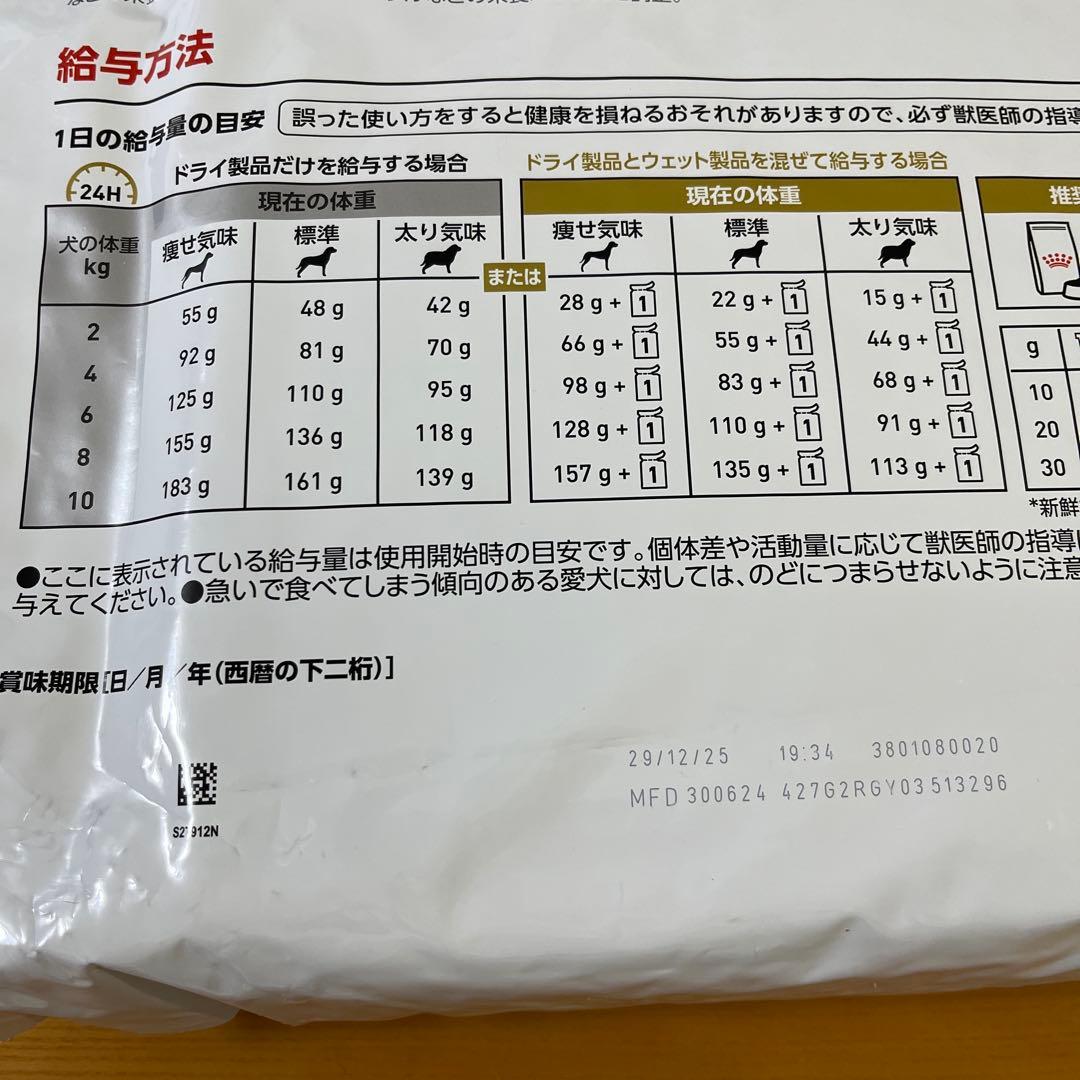 給与方法
1日の給与量の目安 誤った使い方をすると健康を損ねるおそれがありますので、必ず獣医師の指導
24H ドライ製品だけを給与する場合 ドライ製品とウェット製品を混ぜて給与する場合
現在の体重 現在の体重 推奨
犬の体重 kg 痩せ気味 標準 太り気味 または 痩せ気味 標準 太り気味
2 55 g 48 g 42 g 28 g + 1 22 g + 1 15 g + 1
4 92 g 81 g 70 g 66 g + 1 55 g + 1 44 g + 1
6 125 g 110 g 95 g 98 g + 1 83 g + 1 68 g + 1
8 155 g 136 g 118 g 128 g + 1 110 g + 1 91 g + 1
10 183 g 161 g 139 g 157 g + 1 135 g + 1 113 g + 1
g
10
20
30
*新鮮
●ここに表示されている給与量は使用開始時の目安です。個体差や活動量に応じて獣医師の指導
与えてください。●急いで食べてしまう傾向のある愛犬に対しては、のどにつまらせないように注意
賞味期限[日/月/年(西暦の下二桁)]
29/12/25 19:34 3801080020
MFD 300624 427G2RGY03 513296